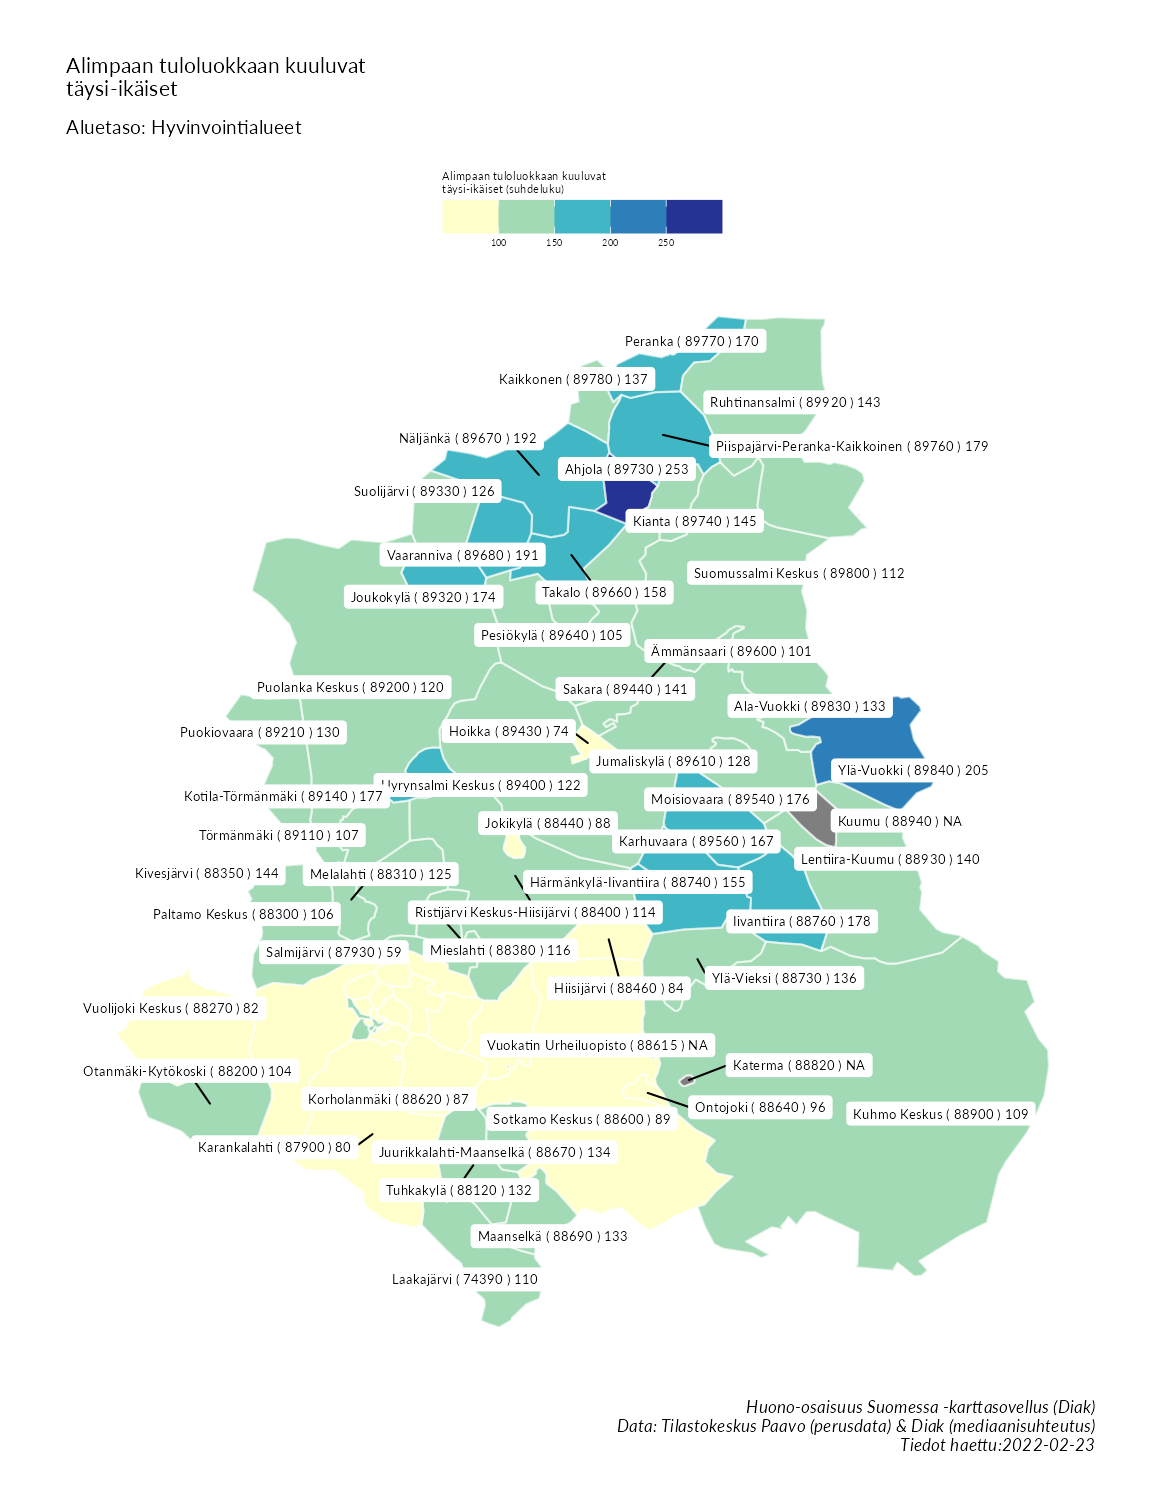 Alimpaan tuloluokkaan kuuluvat
täysi-ikäiset
Aluetaso: Hyvinvointialueet
Alimpaan tuloluokkaan kuuluvat
täysi-ikäiset (suhdeluku)
100 150 200 250
Peranka ( 89770 ) 170
Kaikkonen ( 89780 ) 137
Ruhtinansalmi ( 89920 ) 143
Näljänkä ( 89670 ) 192
Piispajärvi-Peranka-Kaikkoinen ( 89760 ) 179
Ahjola ( 89730 ) 253
Suolijärvi ( 89330 ) 126
Kianta ( 89740 ) 145
Vaaranniva ( 89680 ) 191
Suomussalmi Keskus ( 89800 ) 112
Takalo ( 89660 ) 158
Joukokylä ( 89320 ) 174
Pesiökylä ( 89640 ) 105
Ämmänsaari ( 89600 ) 101
Puolanka Keskus ( 89200 ) 120
Sakara ( 89440 ) 141
Ala-Vuokki ( 89830 ) 133
Puokiovaara ( 89210 ) 130
Hoikka ( 89430 ) 74
Jumaliskylä ( 89610 ) 128
Ylä-Vuokki ( 89840 ) 205
Hyrynsalmi Keskus ( 89400 ) 122
Kotila-Törmänmäki ( 89140 ) 177
Moisiovaara ( 89540 ) 176
Jokikylä ( 88440 ) 88
Kuumu ( 88940 ) NA
Törmänmäki ( 89110 ) 107
Karhuvaara ( 89560 ) 167
Lentiira-Kuumu ( 88930 ) 140
Kivesjärvi ( 88350 ) 144
Melalahti ( 88310 ) 125
Härmänkylä-Iivantiira ( 88740 ) 155
Paltamo Keskus ( 88300 ) 106
Ristijärvi Keskus-Hiisijärvi ( 88400 ) 114
Iivantiira ( 88760 ) 178
Salmijärvi ( 87930 ) 59
Mieslahti ( 88380 ) 116
Ylä-Vieksi ( 88730 ) 136
Hiisijärvi ( 88460 ) 84
Vuolijoki Keskus ( 88270 ) 82
Vuokatin Urheiluopisto ( 88615 ) NA
Katerma ( 88820 ) NA
Otanmäki-Kytökoski ( 88200 ) 104
Korholanmäki ( 88620 ) 87
Ontojoki ( 88640 ) 96
Kuhmo Keskus ( 88900 ) 109
Sotkamo Keskus ( 88600 ) 89
Karankalahti ( 87900 ) 80
Juurikkalahti-Maanselkä ( 88670 ) 134
Tuhkakylä ( 88120 ) 132
Maanselkä ( 88690 ) 133
Laakajärvi ( 74390 ) 110
Huono-osaisuus Suomessa -karttasovellus (Diak)
Data: Tilastokeskus Paavo (perusdata) & Diak (mediaanisuhteutus)
Tiedot haettu:2022-02-23